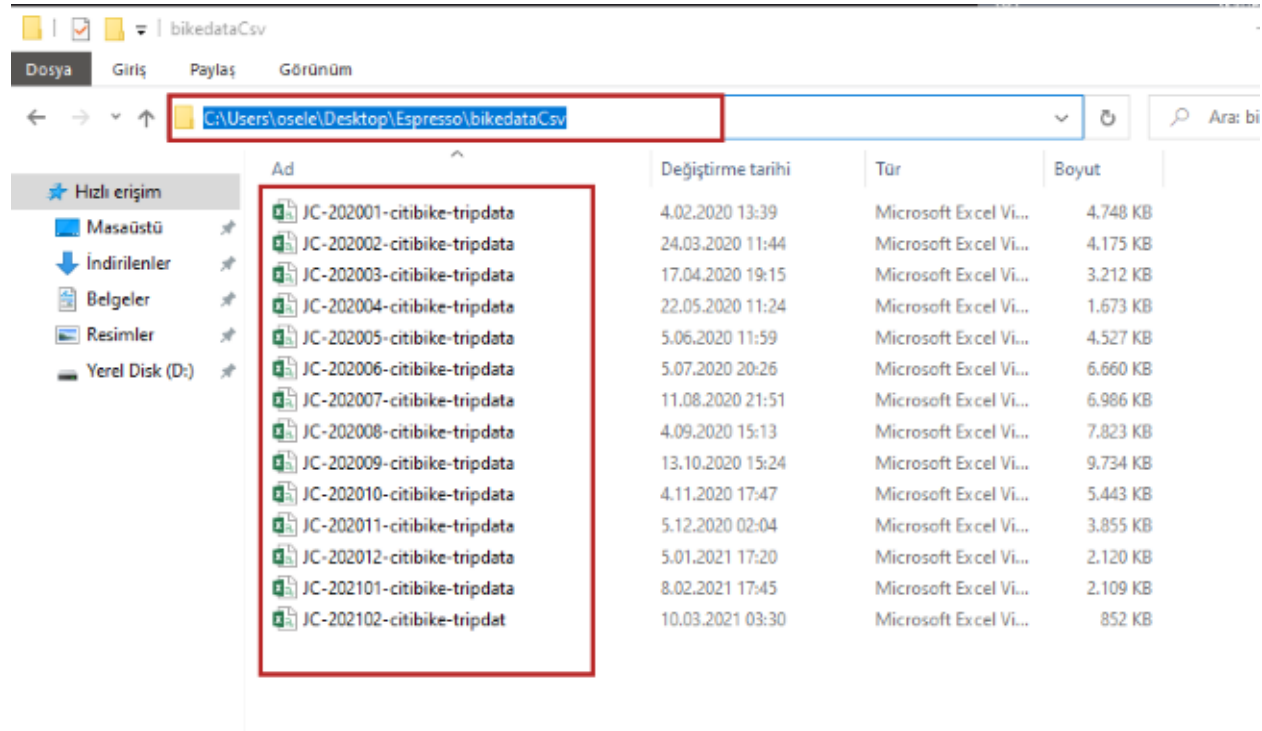 bikedataCsv
Dosya Giriş Paylaş Görünüm
C:\Users\osele\Desktop\Espresso\bikedataCsv Ara: bi
Ad Değiştirme tarihi Tür Boyut
Hızlı erişim
Masaüstü
İndirilenler
Belgeler
Resimler
Yerel Disk (D:)
JC-202001-citibike-tripdata 4.02.2020 13:39 Microsoft Excel Vi... 4.748 KB
JC-202002-citibike-tripdata 24.03.2020 11:44 Microsoft Excel Vi... 4.175 KB
JC-202003-citibike-tripdata 17.04.2020 19:15 Microsoft Excel Vi... 3.212 KB
JC-202004-citibike-tripdata 22.05.2020 11:24 Microsoft Excel Vi... 1.673 KB
JC-202005-citibike-tripdata 5.06.2020 11:59 Microsoft Excel Vi... 4.527 KB
JC-202006-citibike-tripdata 5.07.2020 20:26 Microsoft Excel Vi... 6.660 KB
JC-202007-citibike-tripdata 11.08.2020 21:51 Microsoft Excel Vi... 6.986 KB
JC-202008-citibike-tripdata 4.09.2020 15:13 Microsoft Excel Vi... 7.823 KB
JC-202009-citibike-tripdata 13.10.2020 15:24 Microsoft Excel Vi... 9.734 KB
JC-202010-citibike-tripdata 4.11.2020 17:47 Microsoft Excel Vi... 5.443 KB
JC-202011-citibike-tripdata 5.12.2020 02:04 Microsoft Excel Vi... 3.855 KB
JC-202012-citibike-tripdata 5.01.2021 17:20 Microsoft Excel Vi... 2.120 KB
JC-202101-citibike-tripdata 8.02.2021 17:45 Microsoft Excel Vi... 2.109 KB
JC-202102-citibike-tripdat 10.03.2021 03:30 Microsoft Excel Vi... 852 KB